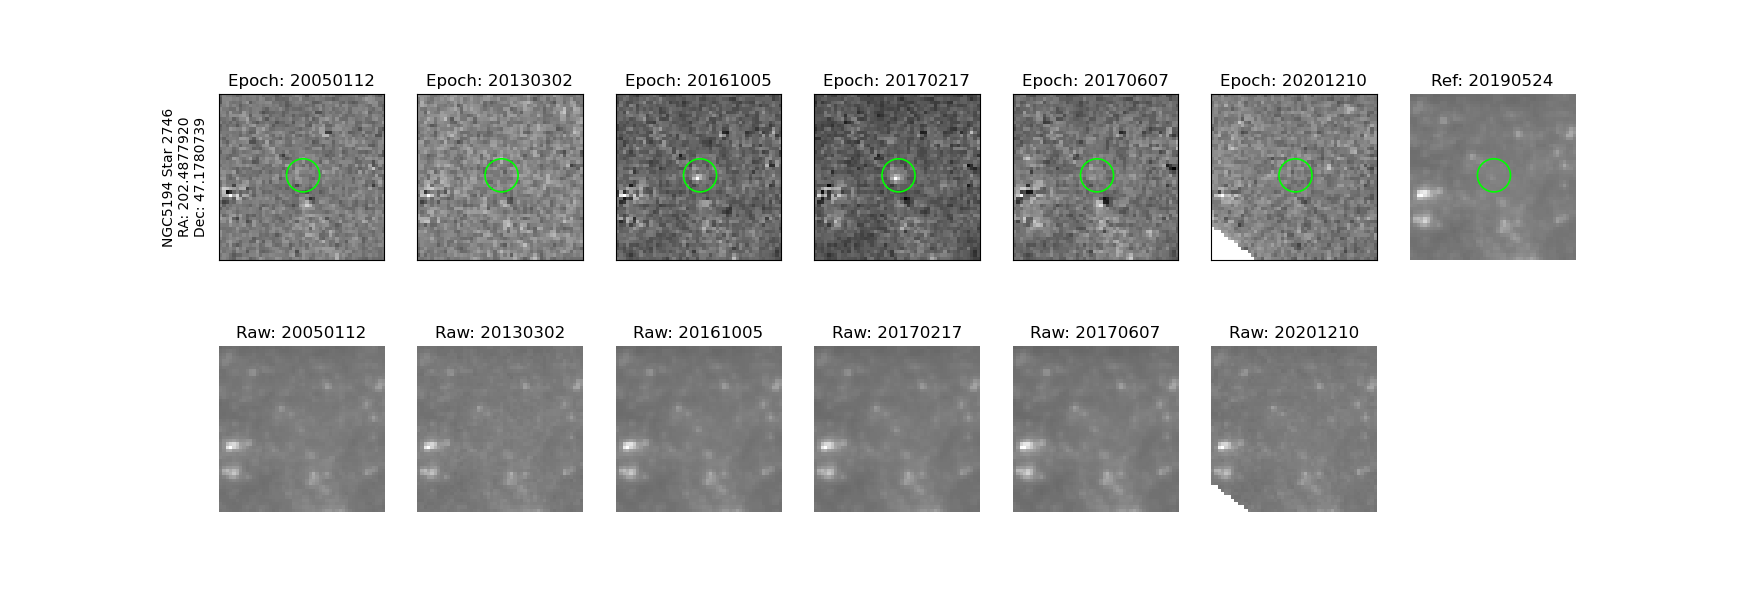 Epoch: 20050112
Epoch: 20130302
Epoch: 20161005
Epoch: 20170217
Epoch: 20170607
Epoch: 20201210
Ref: 20190524
NGC5194 Star 2746
RA: 202.4877920
Dec: 47.1780739
Raw: 20050112
Raw: 20130302
Raw: 20161005
Raw: 20170217
Raw: 20170607
Raw: 20201210